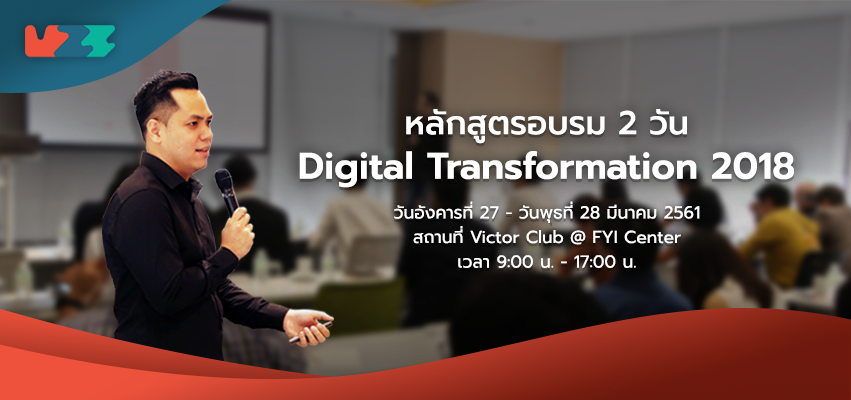 หลักสูตรอบรม 2 วัน
Digital Transformation 2018
วันอังคารที่ 27 - วันพุธที่ 28 มีนาคม 2561
สถานที่ Victor Club @ FYI Center
เวลา 9:00 น. - 17:00 น.